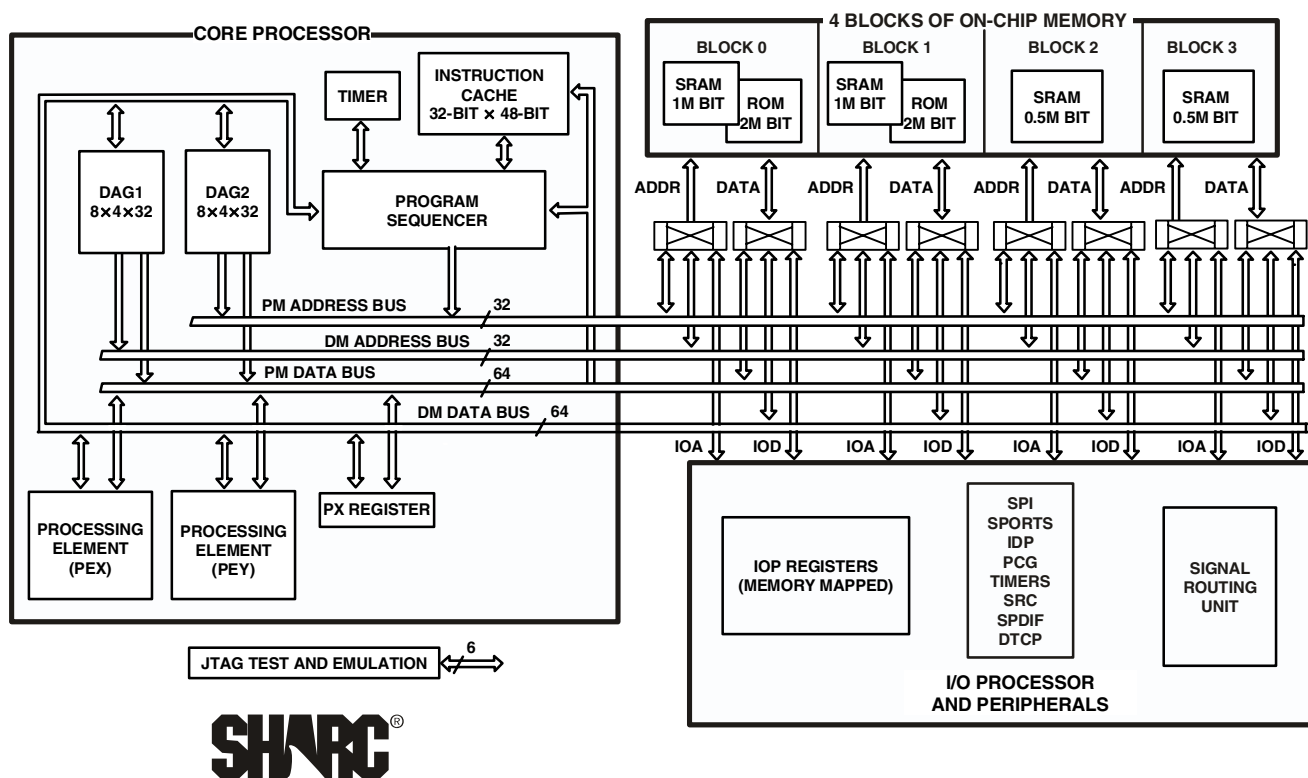 CORE PROCESSOR
TIMER
INSTRUCTION
CACHE
32-BIT × 48-BIT
DAG1
8×4×32
DAG2
8×4×32
PROGRAM
SEQUENCER
PM ADDRESS BUS
32
DM ADDRESS BUS
32
PM DATA BUS
64
DM DATA BUS
64
PROCESSING
ELEMENT
(PEX)
PROCESSING
ELEMENT
(PEY)
PX REGISTER
JTAG TEST AND EMULATION
6
SHARC®
4 BLOCKS OF ON-CHIP MEMORY
BLOCK 0
BLOCK 1
BLOCK 2
BLOCK 3
SRAM
1M BIT
ROM
2M BIT
SRAM
1M BIT
ROM
2M BIT
SRAM
0.5M BIT
SRAM
0.5M BIT
ADDR
DATA
ADDR
DATA
ADDR
DATA
ADDR
DATA
IOA
IOD
IOA
IOD
IOA
IOD
IOA
IOD
IOP REGISTERS
(MEMORY MAPPED)
SPI
SPORTS
IDP
PCG
TIMERS
SRC
SPDIF
DTCP
SIGNAL
ROUTING
UNIT
I/O PROCESSOR
AND PERIPHERALS